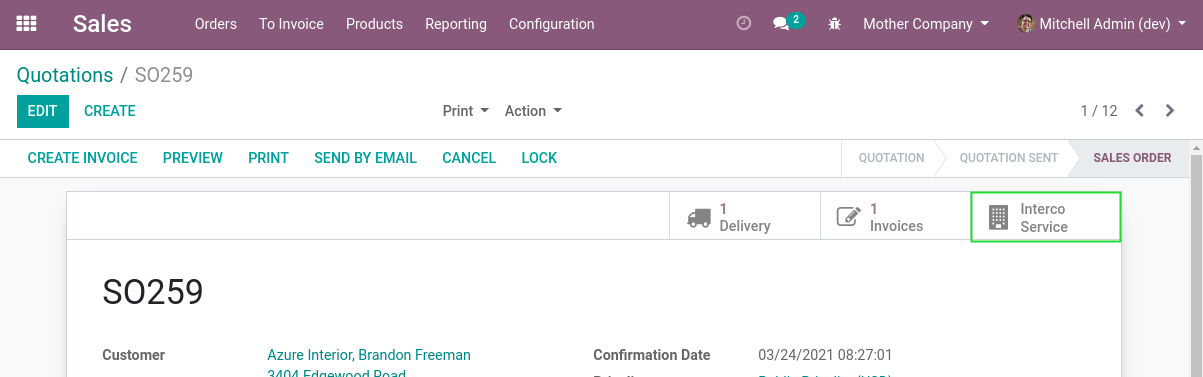 Sales Orders To Invoice Products Reporting Configuration 2 Mother Company Mitchell Admin (dev)
Quotations / SO259
EDIT CREATE Print Action 1 / 12
CREATE INVOICE PREVIEW PRINT SEND BY EMAIL CANCEL LOCK QUOTATION QUOTATION SENT SALES ORDER
1 Delivery
1 Invoices
Interco Service
SO259
Customer Azure Interior, Brandon Freeman Confirmation Date 03/24/2021 08:27:01
3404 Edgewood Road